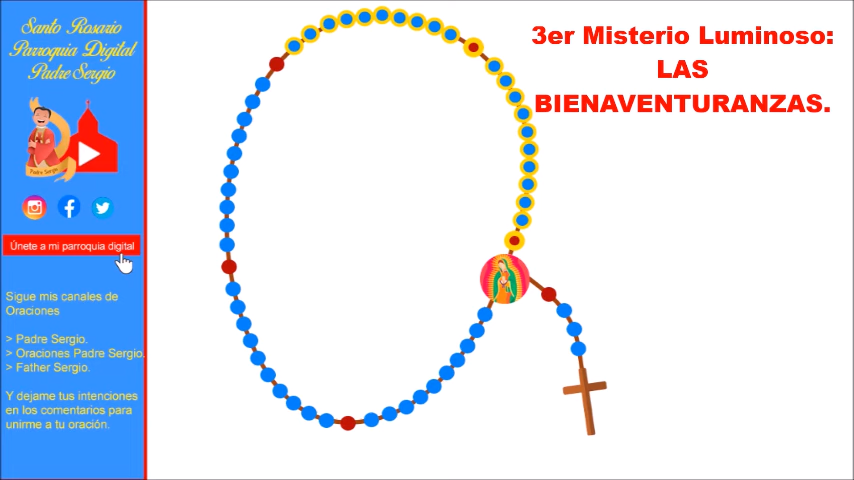 Santo Rosario
Parroquia Digital
Padre Sergio
Padre Sergio
Únete a mi parroquia digital
Sigue mis canales de
Oraciones
> Padre Sergio.
> Oraciones Padre Sergio.
> Father Sergio.
Y dejame tus intenciones
en los comentarios para
unirme a tu oración.
3er Misterio Luminoso:
LAS
BIENAVENTURANZAS.